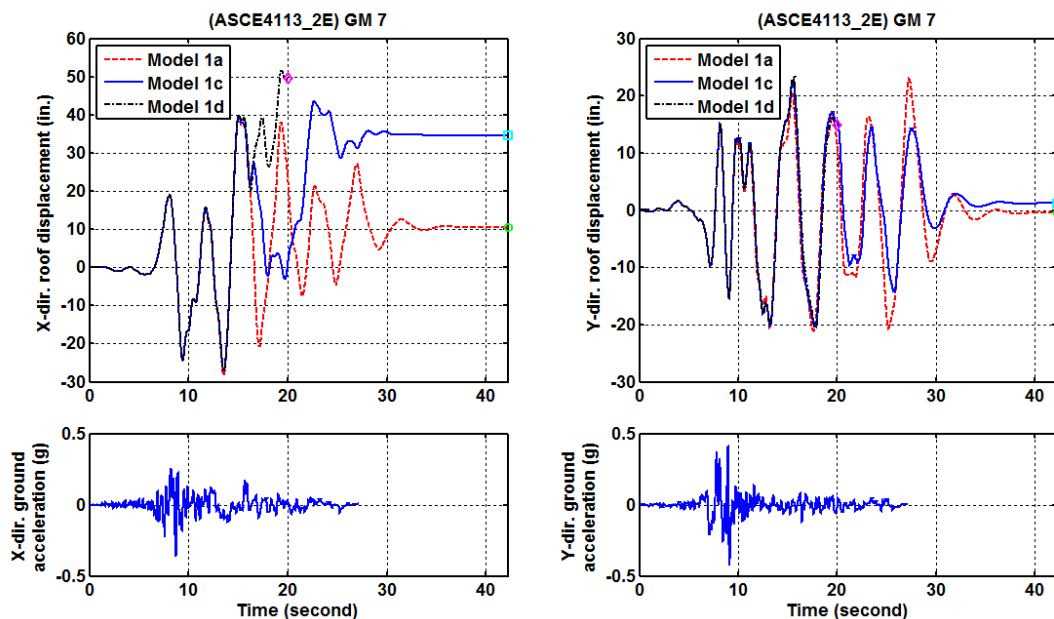 (ASCE4113_2E) GM 7
X-dir. roof displacement (in.)
60
50
40
30
20
10
0
-10
-20
-30
Model 1a
Model 1c
Model 1d
0
10
20
30
40
(ASCE4113_2E) GM 7
Y-dir. roof displacement (in.)
30
20
10
0
-10
-20
-30
Model 1a
Model 1c
Model 1d
0
10
20
30
40
X-dir. ground
acceleration (g)
0.5
0
-0.5
0
10
20
30
40
Time (second)
Y-dir. ground
acceleration (g)
0.5
0
-0.5
0
10
20
30
40
Time (second)